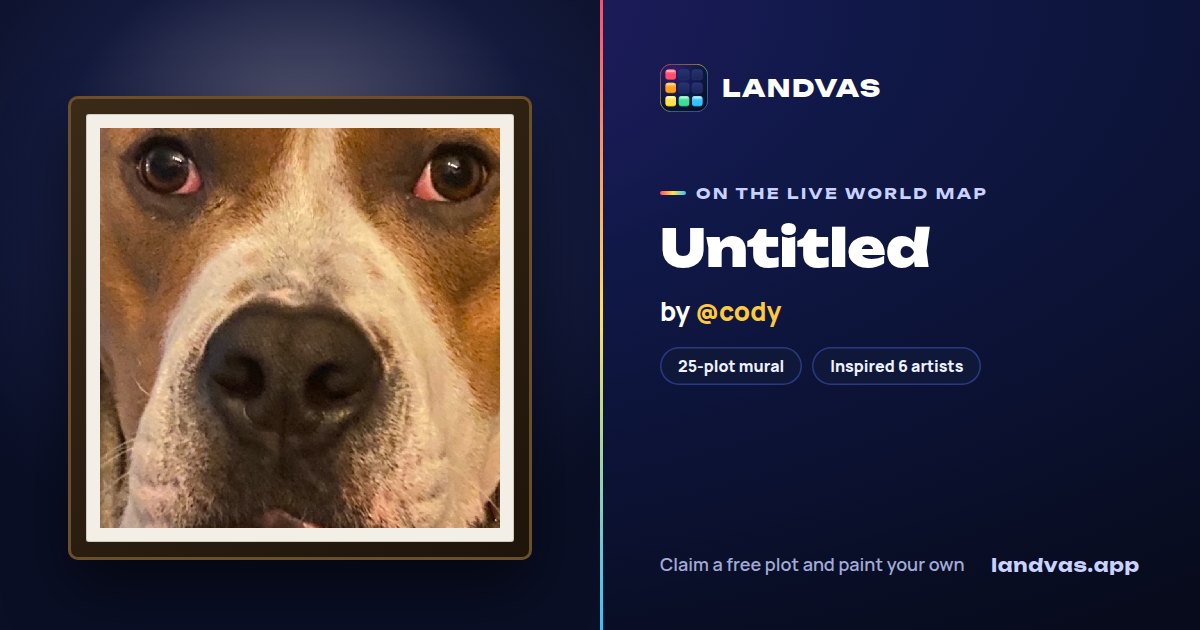 LANDVAS
ON THE LIVE WORLD MAP
Untitled
by @cody
25-plot mural
Inspired 6 artists
Claim a free plot and paint your own
landvas.app